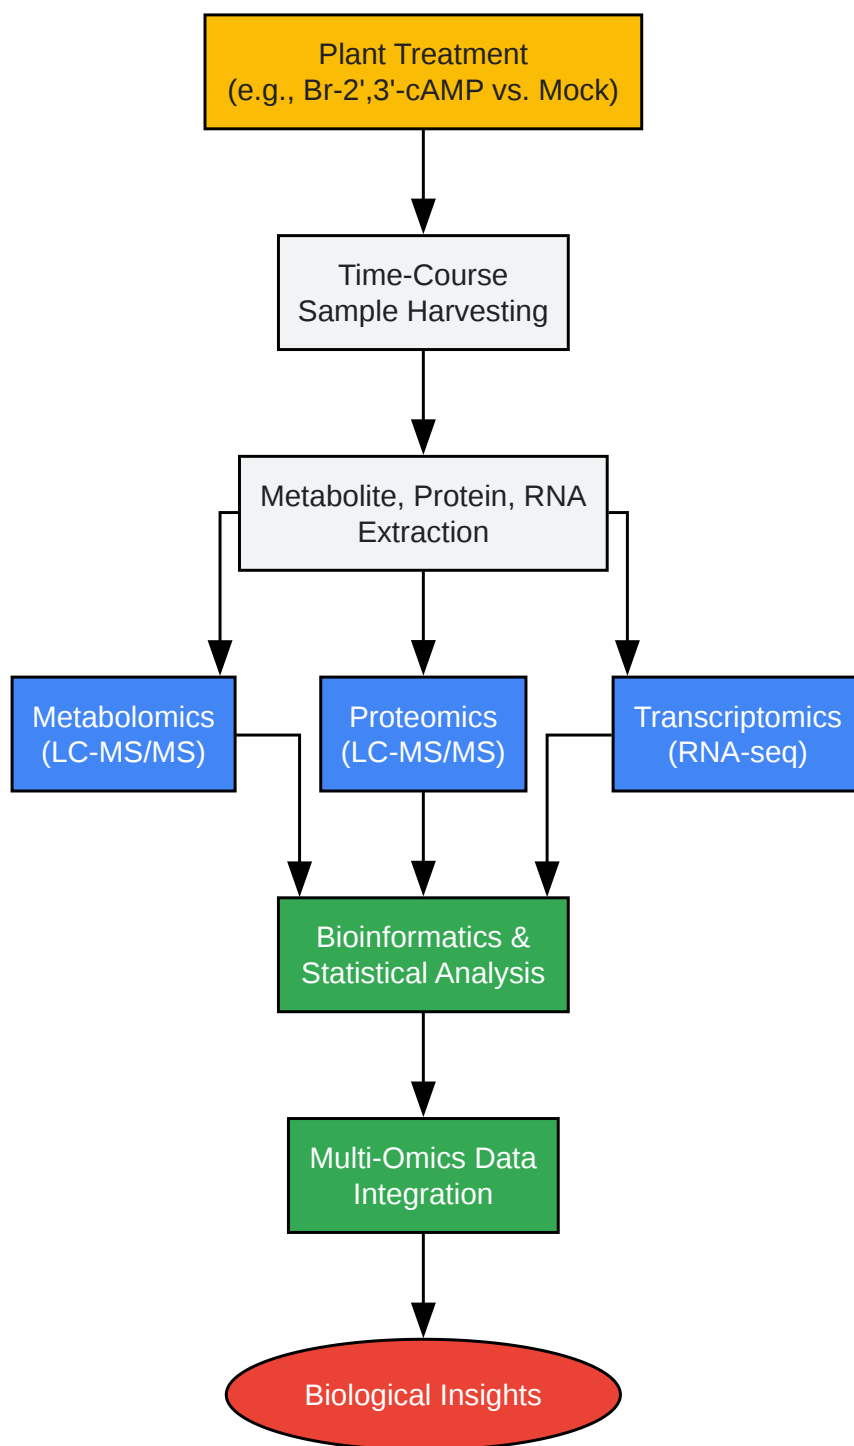 Plant Treatment
(e.g., Br-2',3'-cAMP vs. Mock)
Time-Course
Sample Harvesting
Metabolite, Protein, RNA
Extraction
Metabolomics
(LC-MS/MS)
Proteomics
(LC-MS/MS)
Transcriptomics
(RNA-seq)
Bioinformatics &
Statistical Analysis
Multi-Omics Data
Integration
Biological Insights